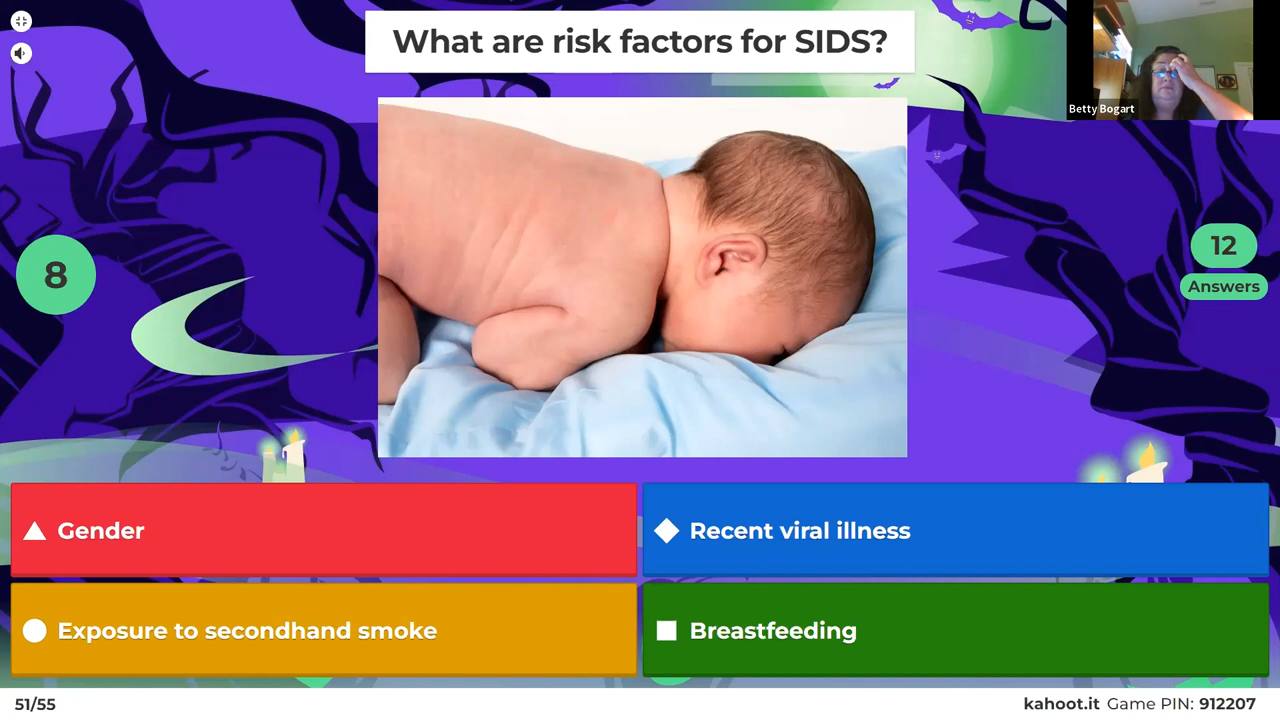 What are risk factors for SIDS?
Betty Bogart
8
12
Answers
Gender
Recent viral illness
Exposure to secondhand smoke
Breastfeeding
51/55
kahoot.it Game PIN: 912207